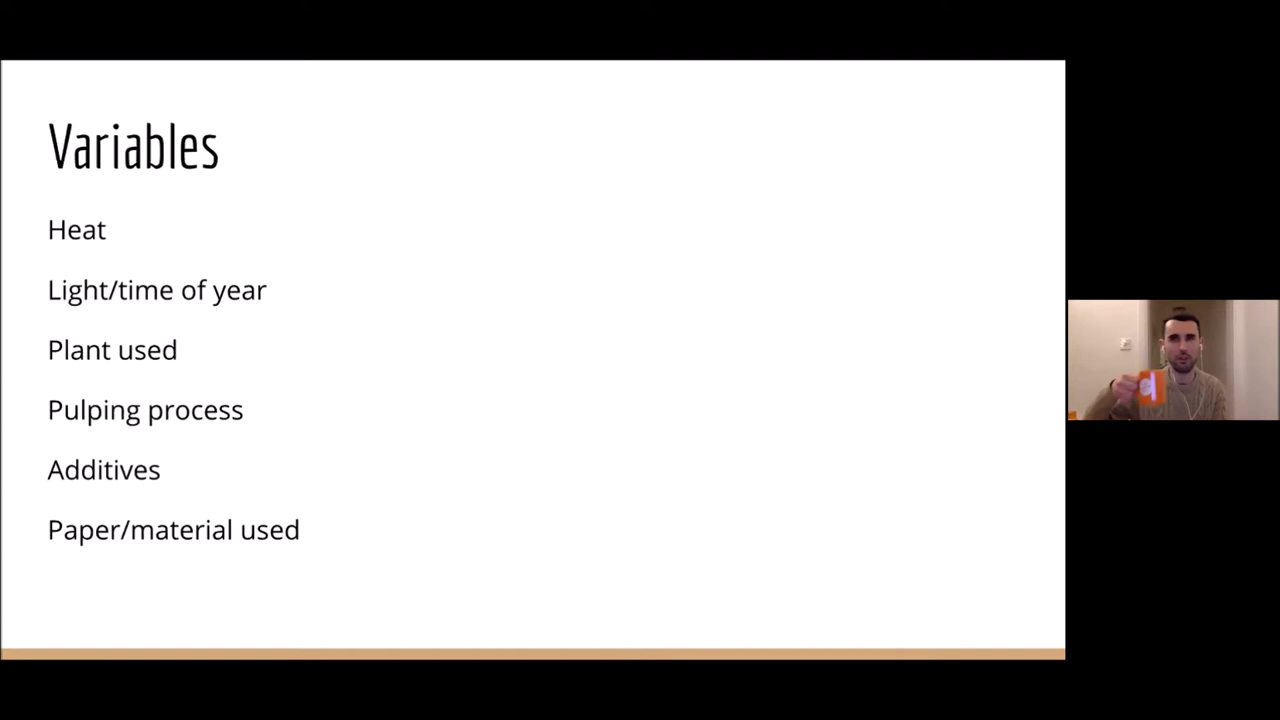 Variables
Heat
Light/time of year
Plant used
Pulping process
Additives
Paper/material used